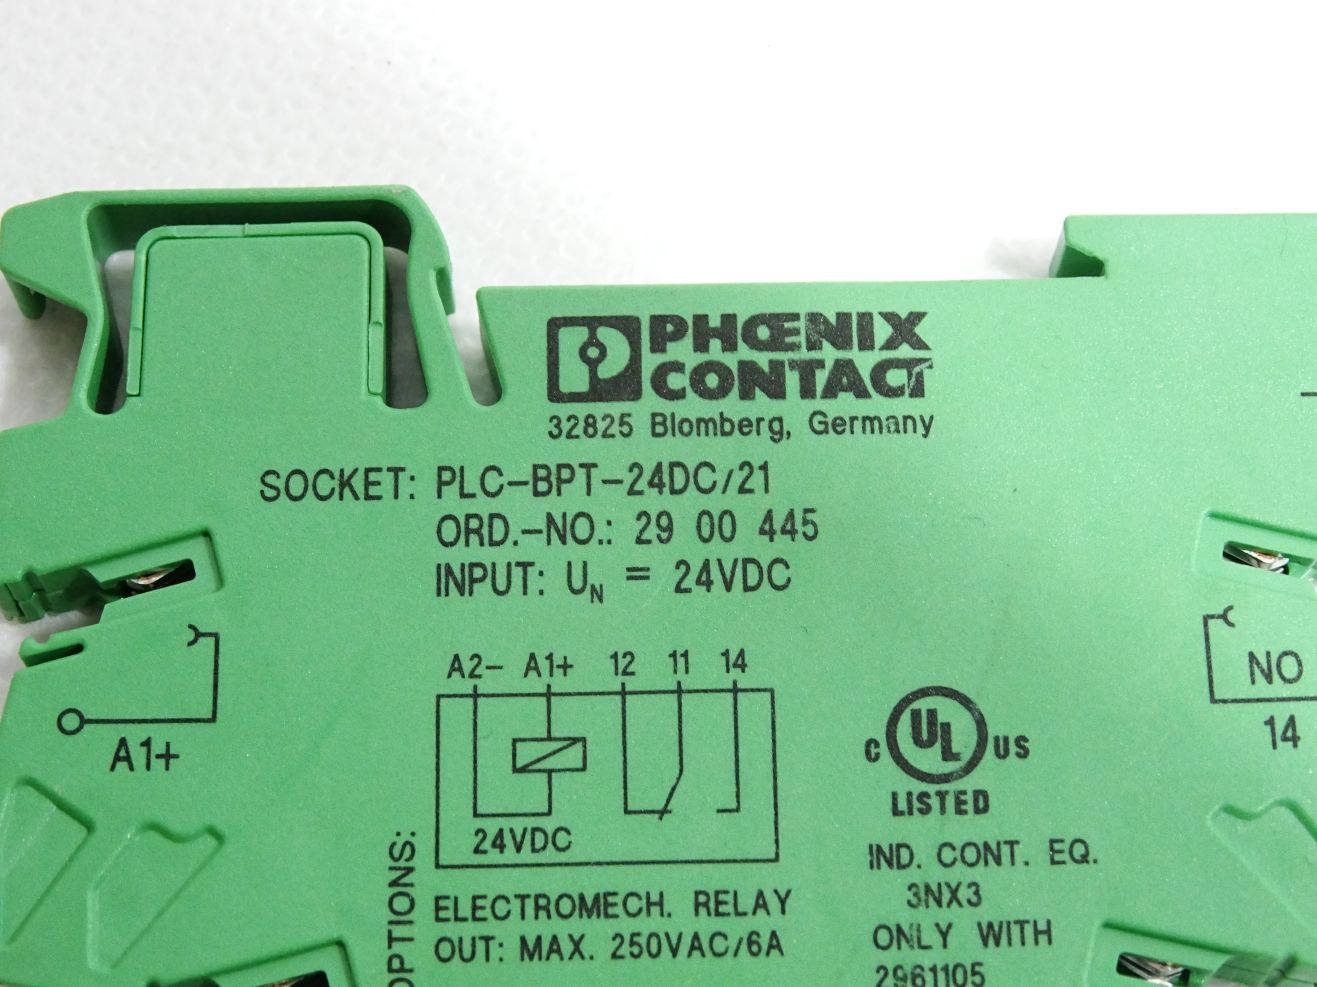 PHŒNIX
CONTACT
32825 Blomberg, Germany
SOCKET: PLC-BPT-24DC/21
ORD.-NO.: 29 00 445
INPUT: UN = 24VDC
A2- A1+ 12 11 14
24VDC
A1+
NO
14
C UL US
LISTED
IND. CONT. EQ.
3NX3
ONLY WITH
2961105
OPTIONS:
ELECTROMECH. RELAY
OUT: MAX. 250VAC/6A